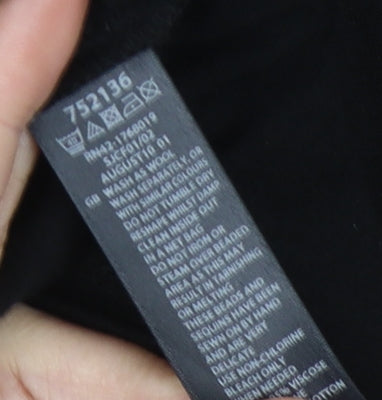 752136
RN42-1768019
SJCF01/02
AUGUST10 01
GB WASH AS WOOL
WASH SEPARATELY, OR
WITH SIMILAR COLOURS
DO NOT TUMBLE DRY
RESHAPE WHILST DAMP
CLEAN INSIDE OUT
IN A NET BAG
DO NOT IRON OR
STEAM OVER BEADED
AREA AS THIS MAY
RESULT IN TARNISHING
OR MELTING
THESE BEADS AND
SEQUINS HAVE BEEN
SEWN ON BY HAND
AND ARE VERY
DELICATE
USE NON-CHLORINE
BLEACH ONLY
WHEN NEEDED
VISCOSE
COTTON